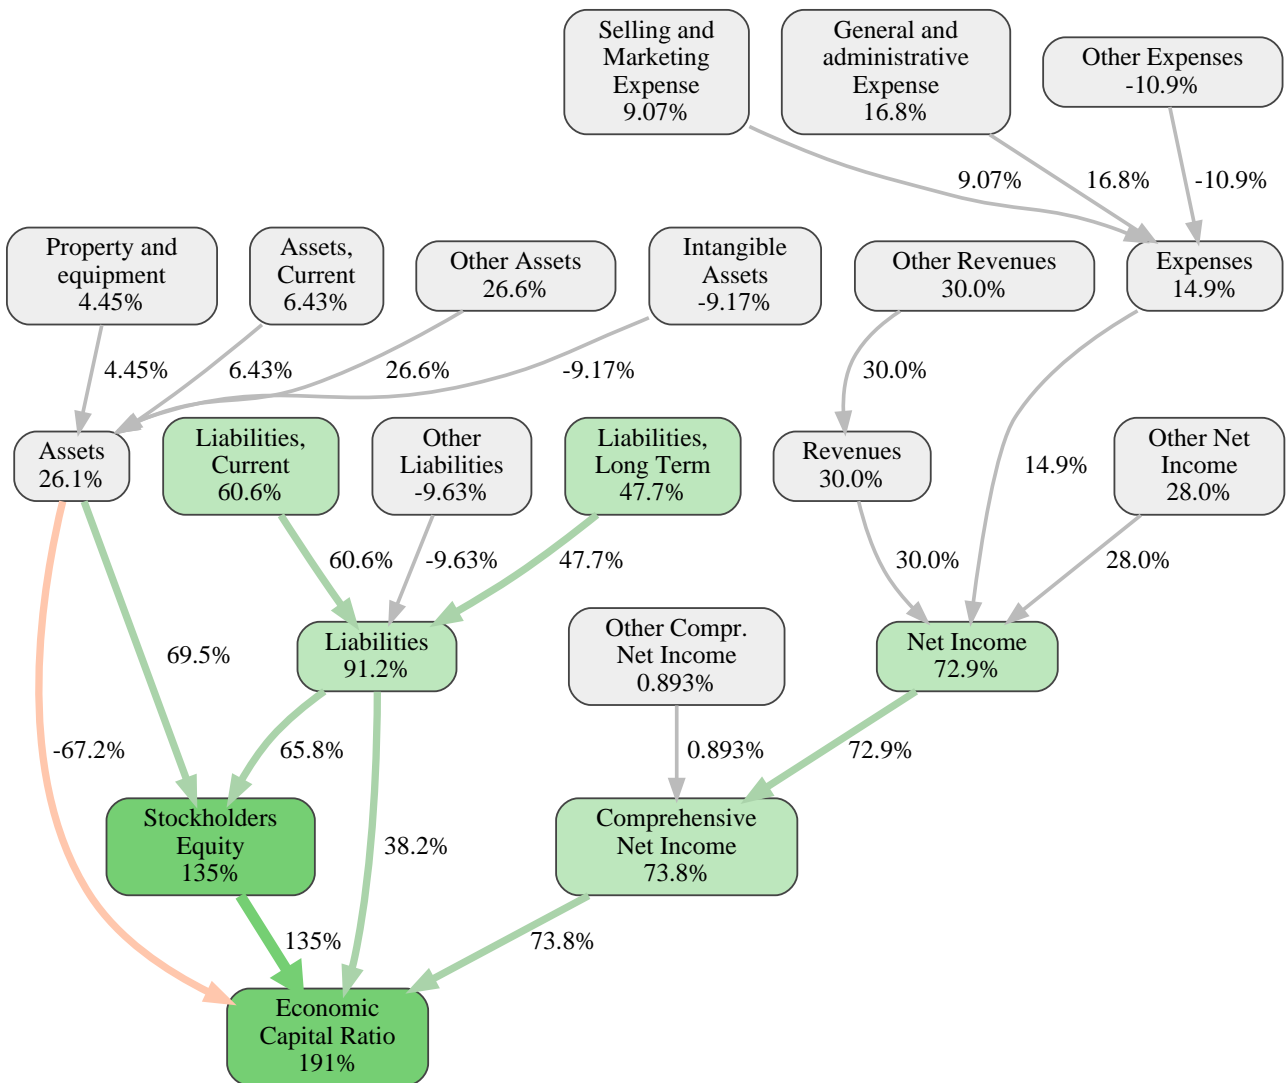 Selling and
Marketing
Expense
9.07%
General and
administrative
Expense
16.8%
Other Expenses
-10.9%
9.07%
16.8%
-10.9%
Property and
equipment
4.45%
Assets,
Current
6.43%
Other Assets
26.6%
Intangible
Assets
-9.17%
Other Revenues
30.0%
Expenses
14.9%
4.45%
6.43%
26.6%
-9.17%
30.0%
Assets
26.1%
Liabilities,
Current
60.6%
Other
Liabilities
-9.63%
Liabilities,
Long Term
47.7%
Revenues
30.0%
14.9%
Other Net
Income
28.0%
60.6%
-9.63%
47.7%
30.0%
28.0%
69.5%
Liabilities
91.2%
Other Compr.
Net Income
0.893%
Net Income
72.9%
-67.2%
65.8%
0.893%
72.9%
Stockholders
Equity
135%
38.2%
Comprehensive
Net Income
73.8%
135%
73.8%
Economic
Capital Ratio
191%